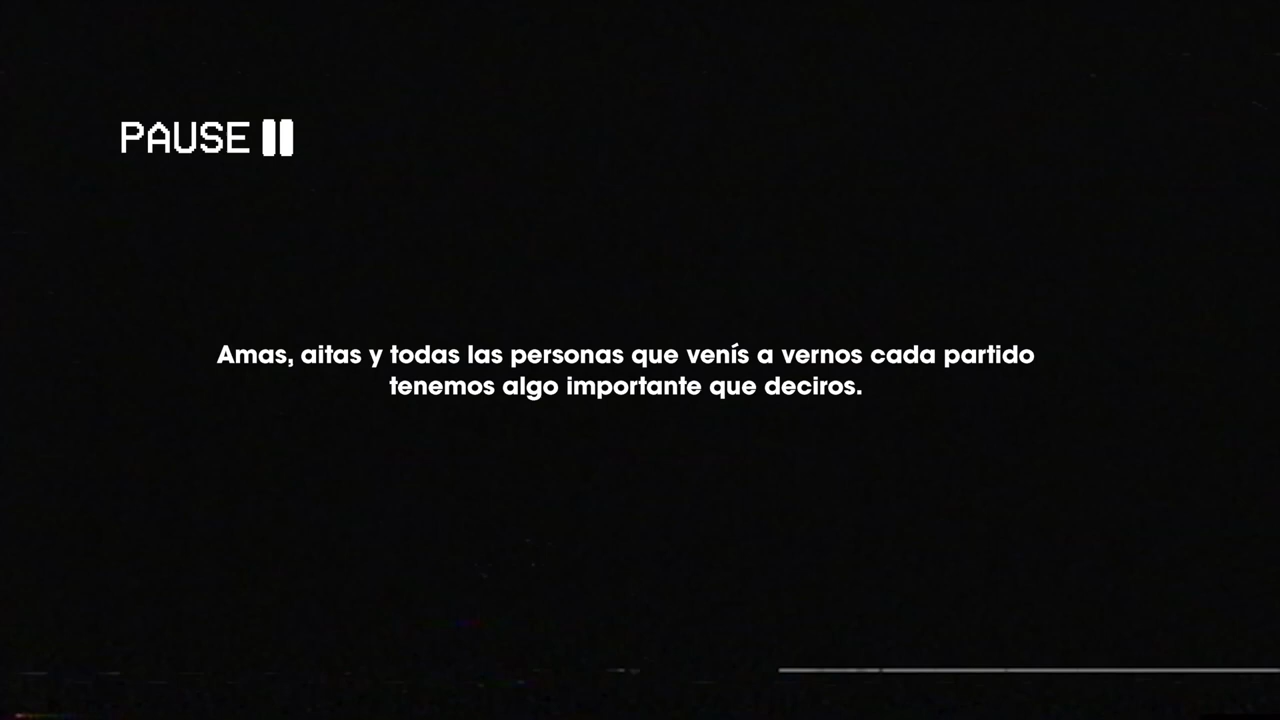 PAUSE
Amas, aitas y todas las personas que venís a vernos cada partido
tenemos algo importante que deciros.